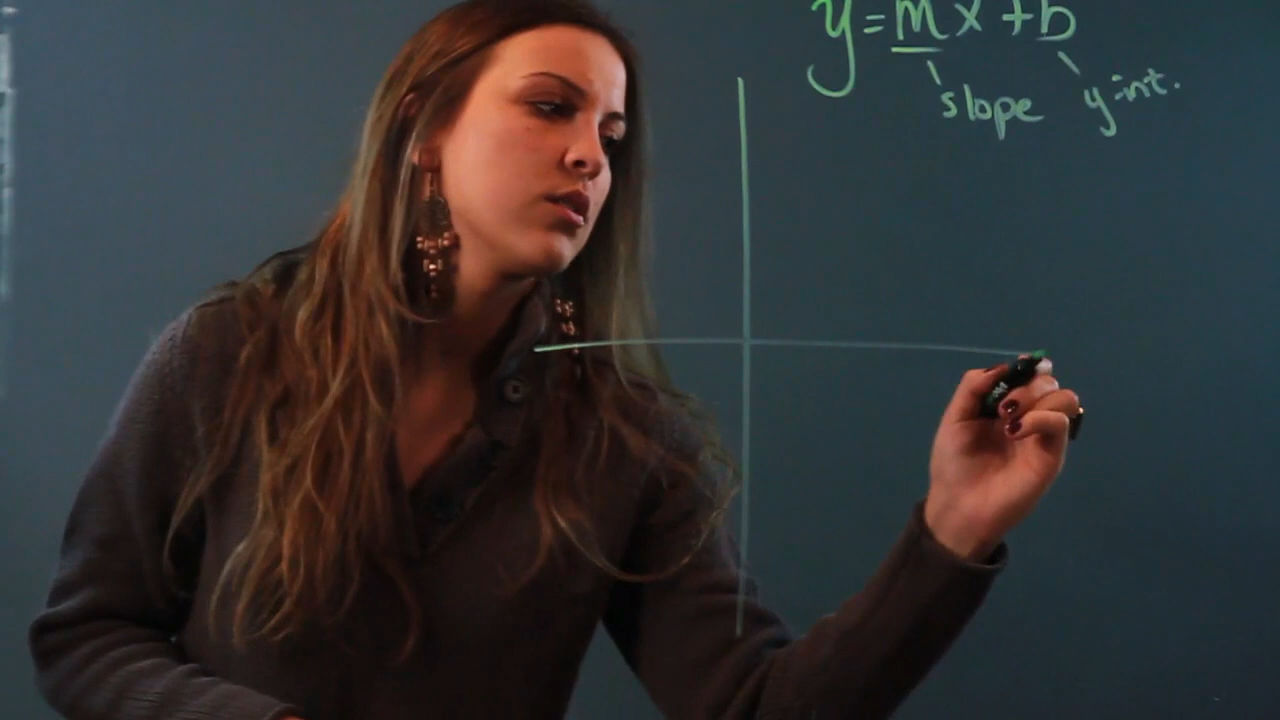 y = mx + b
slope y-int.